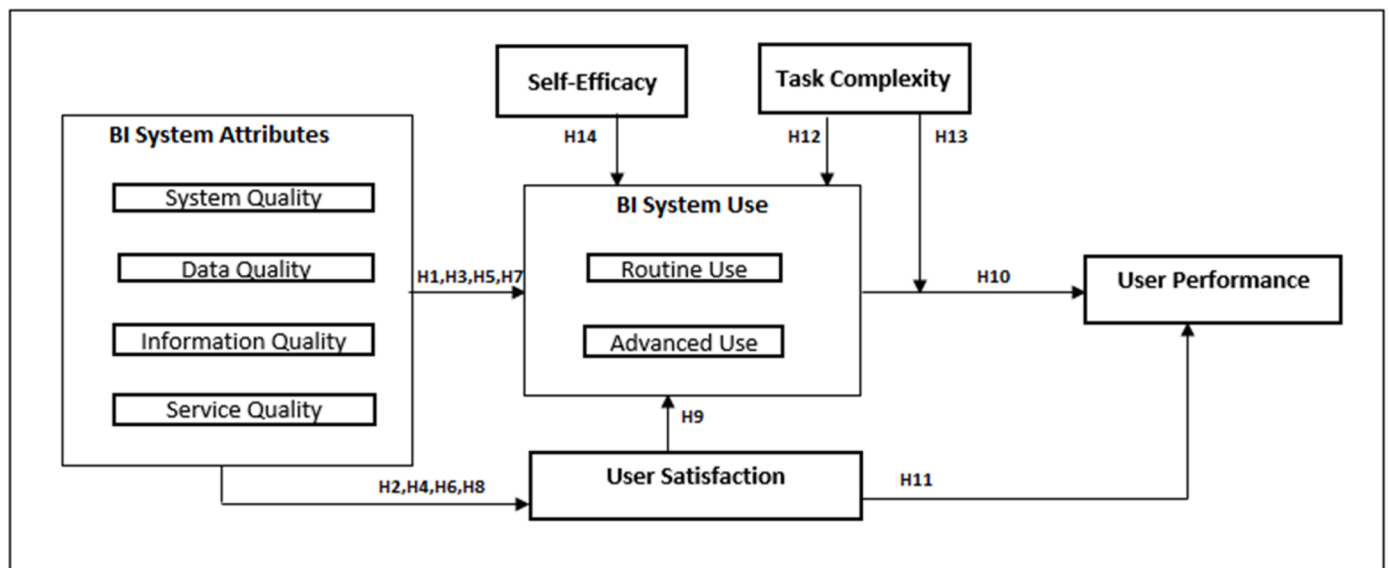 Self-Efficacy
Task Complexity
BI System Attributes
H14
H12
H13
System Quality
BI System Use
Data Quality
H1,H3,H5,H7
Routine Use
H10
User Performance
Information Quality
Advanced Use
Service Quality
H9
H2,H4,H6,H8
User Satisfaction
H11